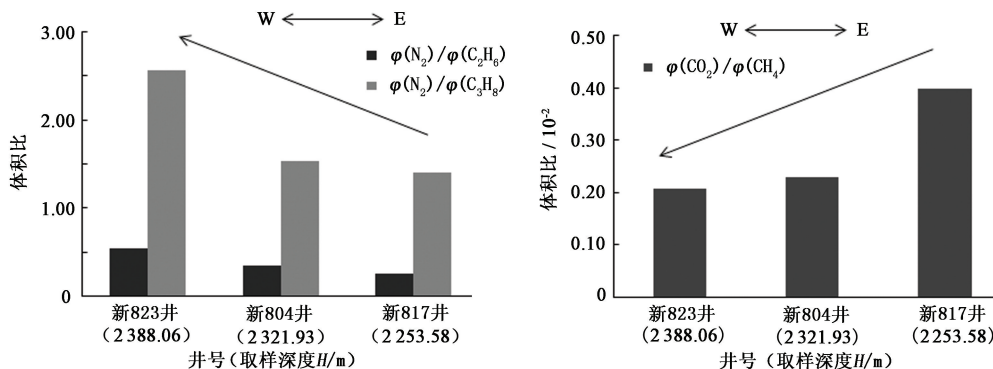 W E
φ(N₂)/φ(C₂H₆)
φ(N₂)/φ(C₃H₈)
体积比
3.00
2.00
1.00
0
新823井 新804井 新817井
(2 388.06) (2 321.93) (2 253.58)
井号(取样深度H/m)
W E
φ(CO₂)/φ(CH₄)
体积比 / 10⁻²
0.50
0.40
0.30
0.20
0.10
0
新823井 新804井 新817井
(2 388.06) (2 321.93) (2 253.58)
井号(取样深度H/m)